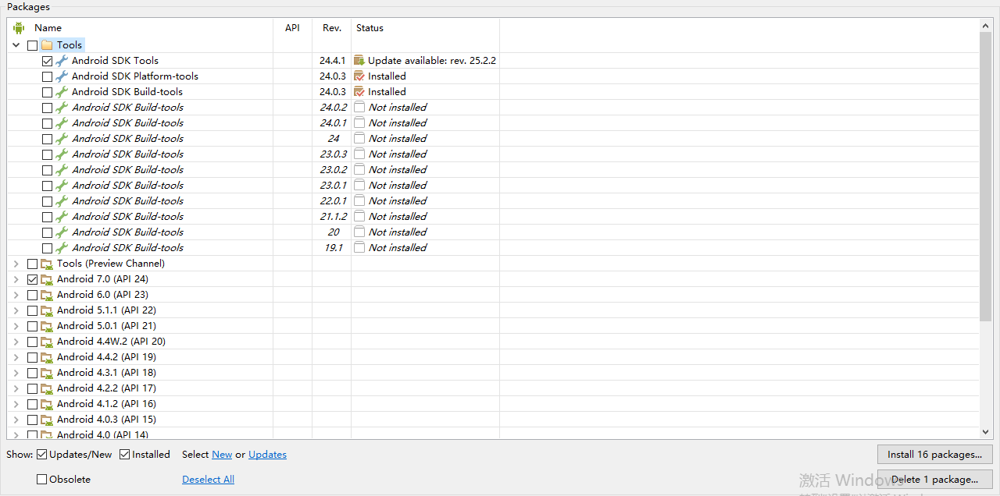 Packages
Name API Rev. Status
Tools
Android SDK Tools 24.4.1 Update available: rev. 25.2.2
Android SDK Platform-tools 24.0.3 Installed
Android SDK Build-tools 24.0.3 Installed
Android SDK Build-tools 24.0.2 Not installed
Android SDK Build-tools 24.0.1 Not installed
Android SDK Build-tools 24 Not installed
Android SDK Build-tools 23.0.3 Not installed
Android SDK Build-tools 23.0.2 Not installed
Android SDK Build-tools 23.0.1 Not installed
Android SDK Build-tools 22.0.1 Not installed
Android SDK Build-tools 21.1.2 Not installed
Android SDK Build-tools 20 Not installed
Android SDK Build-tools 19.1 Not installed
Tools (Preview Channel)
Android 7.0 (API 24)
Android 6.0 (API 23)
Android 5.1.1 (API 22)
Android 5.0.1 (API 21)
Android 4.4W.2 (API 20)
Android 4.4.2 (API 19)
Android 4.3.1 (API 18)
Android 4.2.2 (API 17)
Android 4.1.2 (API 16)
Android 4.0.3 (API 15)
Android 4.0 (API 14)
Show: Updates/New Installed Select New or Updates Install 16 packages...
Obsolete Deselect All Delete 1 package...
激活 Windows